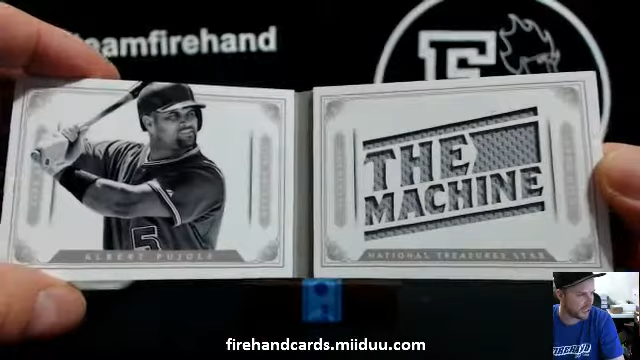 teamfirehand
F
THE
MACHINE
5
ALBERT PUJOLS
NATIONAL TREASURES STAR
firehandcards.miiduu.com